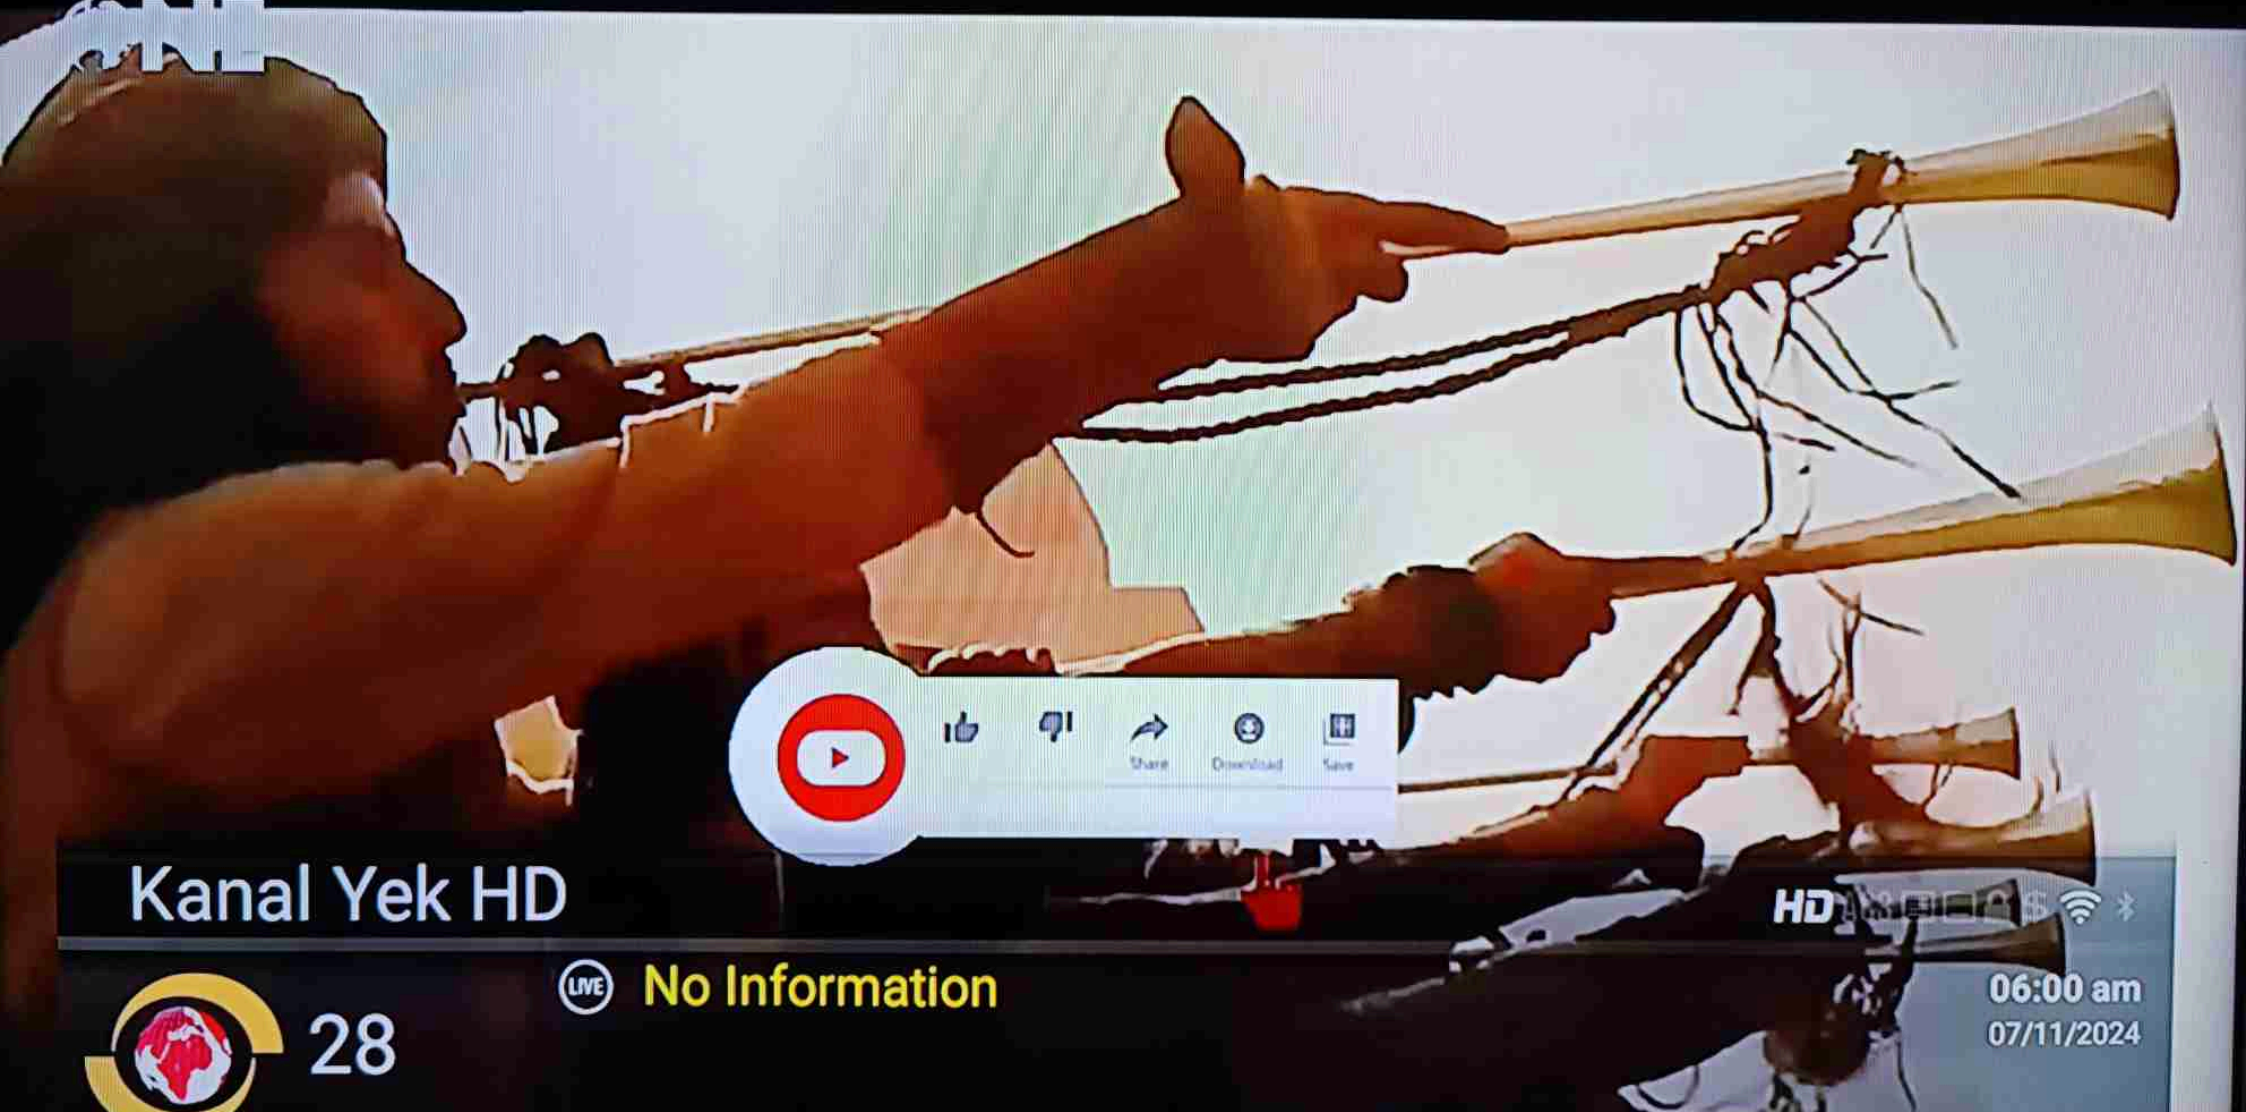 Kanal Yek HD
HD
Share Download Save
LIVE No Information
28
06:00 am
07/11/2024